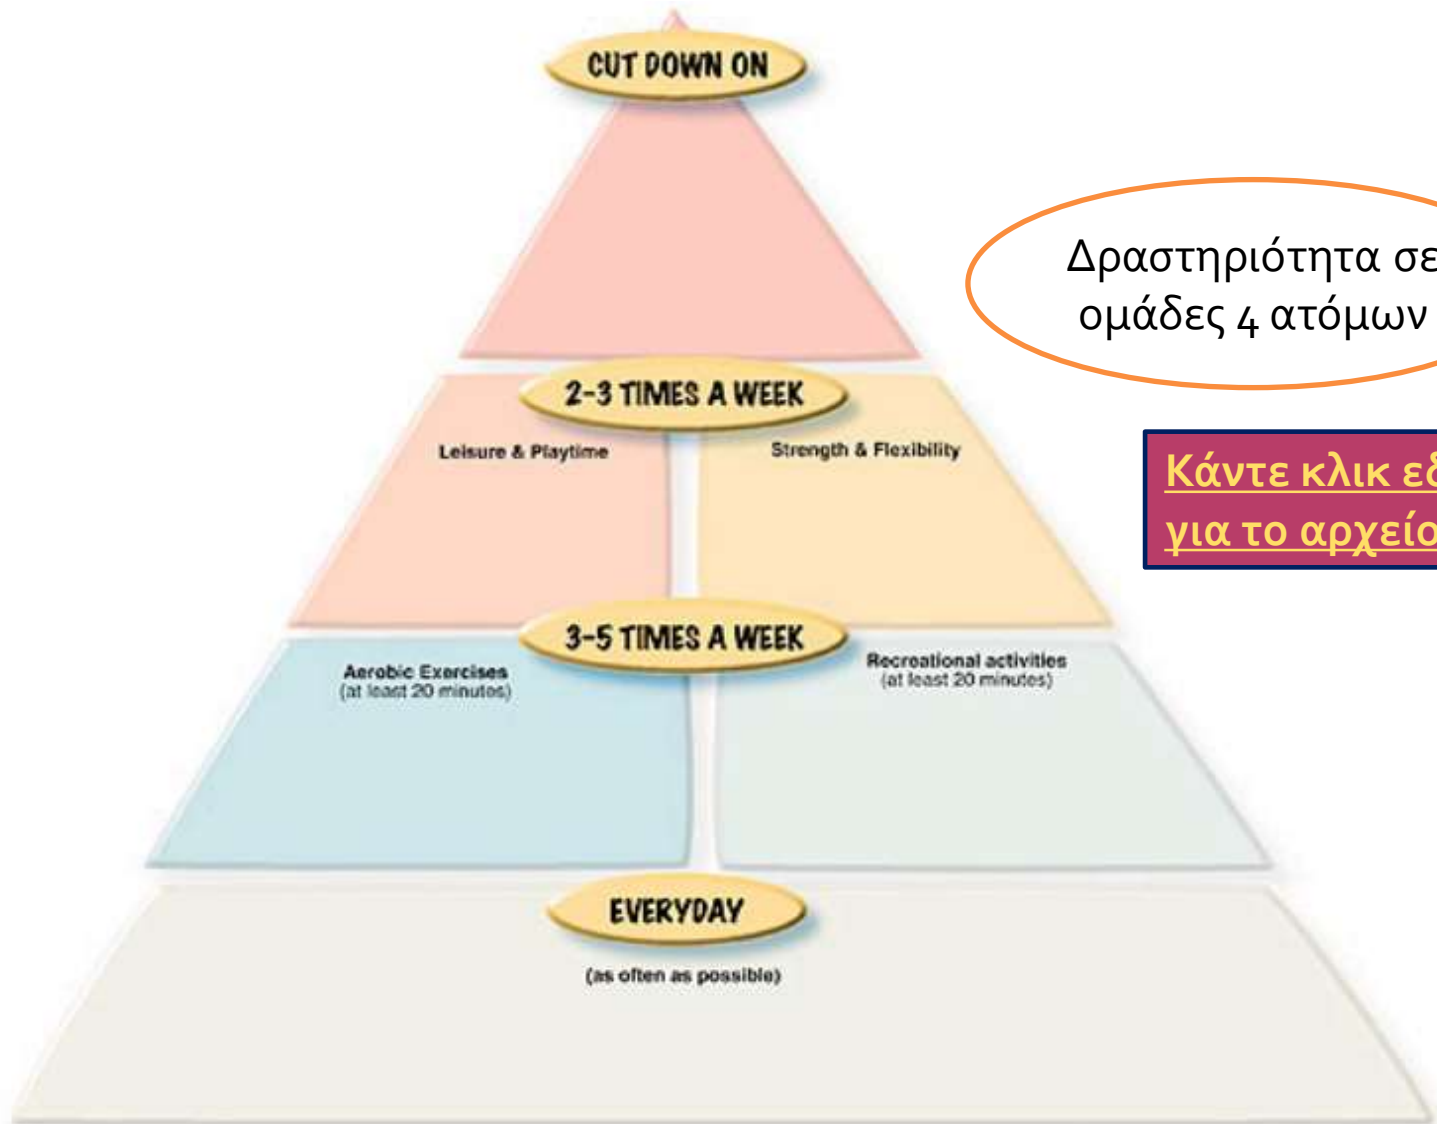 CUT DOWN ON
Δραστηριότητα σε
ομάδες 4 ατόμων
2-3 TIMES A WEEK
Leisure & Playtime
Strength & Flexibility
Κάντε κλικ εδ
για το αρχείο
3-5 TIMES A WEEK
Aerobic Exercises
(at least 20 minutes)
Recreational activities
(at least 20 minutes)
EVERYDAY
(as often as possible)